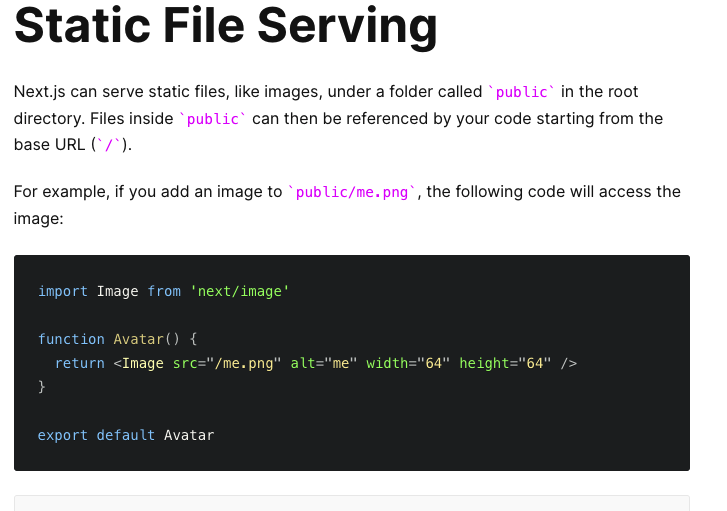 Static File Serving
Next.js can serve static files, like images, under a folder called `public` in the root
directory. Files inside `public` can then be referenced by your code starting from the
base URL (`/`).
For example, if you add an image to `public/me.png`, the following code will access the
image:
import Image from 'next/image'
function Avatar() {
  return <Image src="/me.png" alt="me" width="64" height="64" />
}
export default Avatar